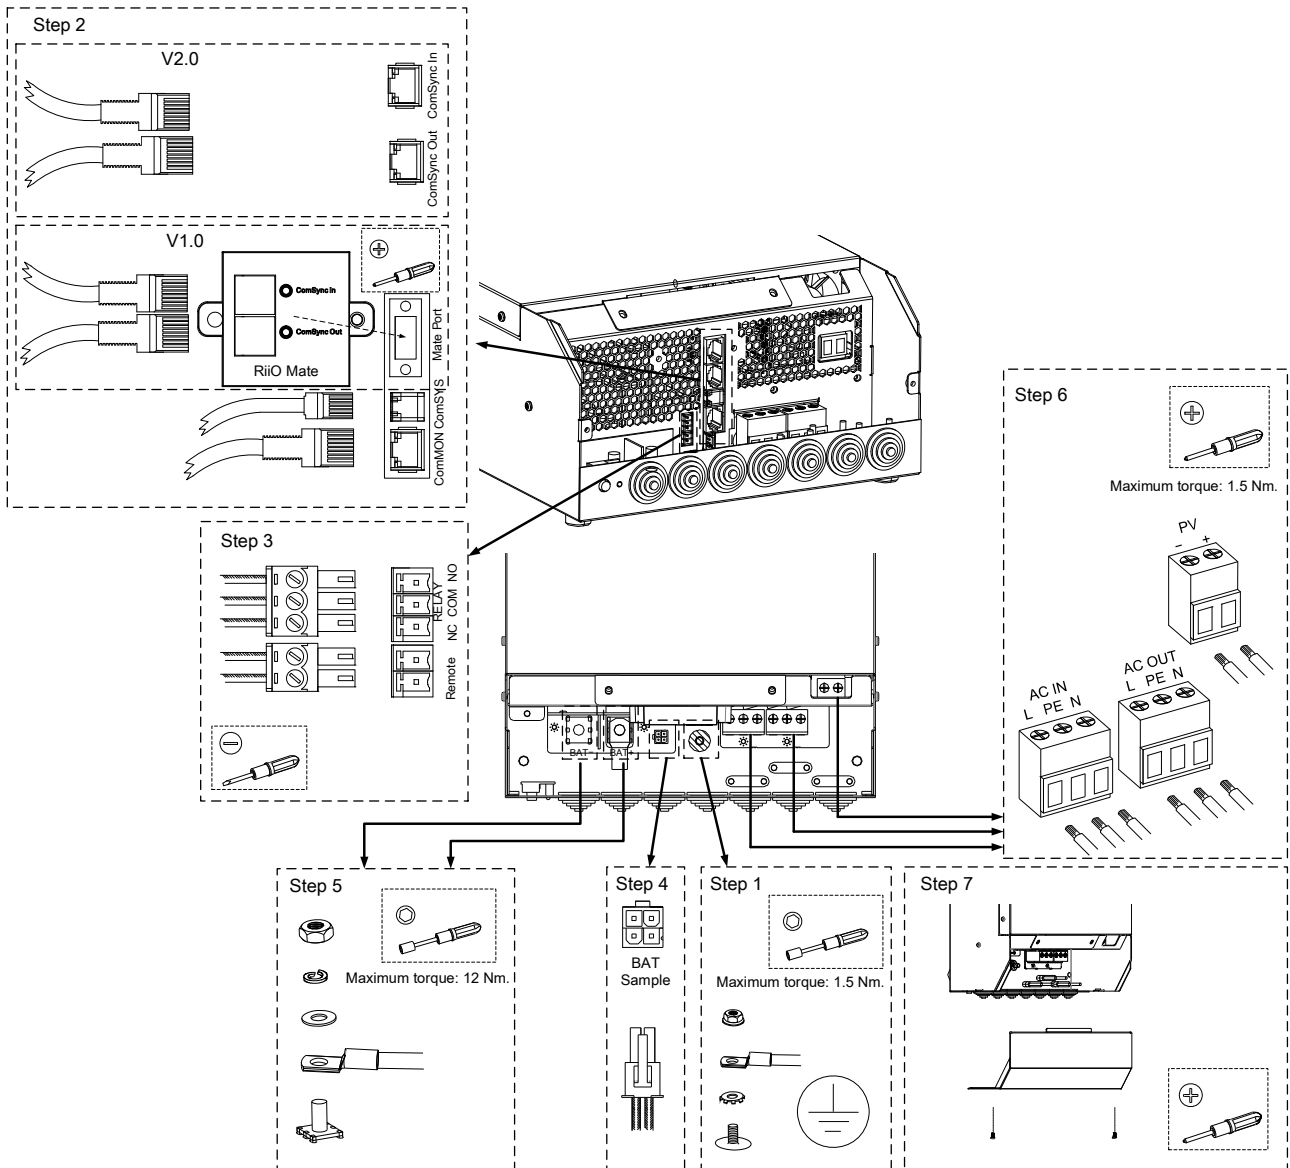 Step 2
V2.0
ComSync In
ComSync Out
V1.0
ComSync In
ComSync Out
RiiO Mate
Mate Port
ComSYS
ComMON
Step 3
RELAY
NC COM NO
Remote
BAT-
BAT+
Step 6
Maximum torque: 1.5 Nm.
PV
- +
AC OUT
L PE N
AC IN
L PE N
Step 5
Maximum torque: 12 Nm.
Step 4
BAT
Sample
Step 1
Maximum torque: 1.5 Nm.
Step 7